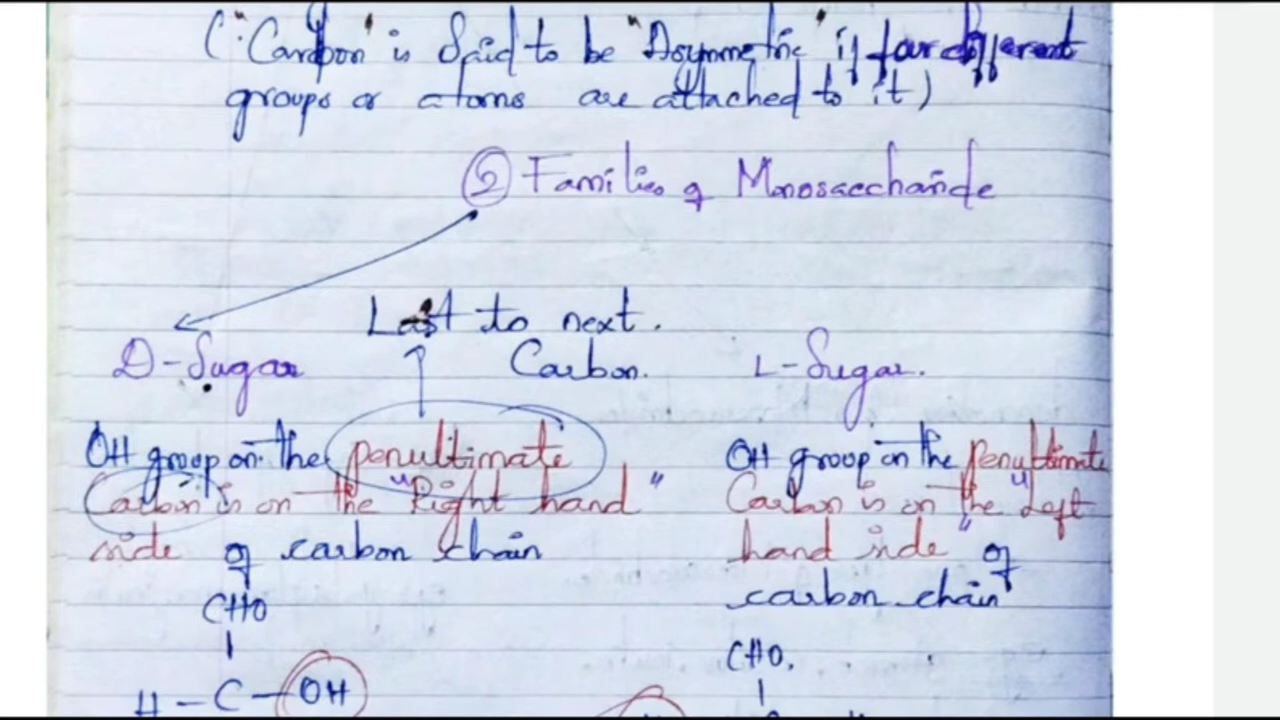 (∵ "Carbon" is said to be "Asymmetric" if four different
groups or atoms are attached to it)
② Families of Monosaccharide
Last to next
Carbon.
D-Sugar
L-Sugar.
OH group on the penultimate
Carbon is on the "Right hand"
side of carbon chain
CHO
H - C - OH
OH group on the penultimate
Carbon is on the "Left
hand side" of
carbon chain
CHO.